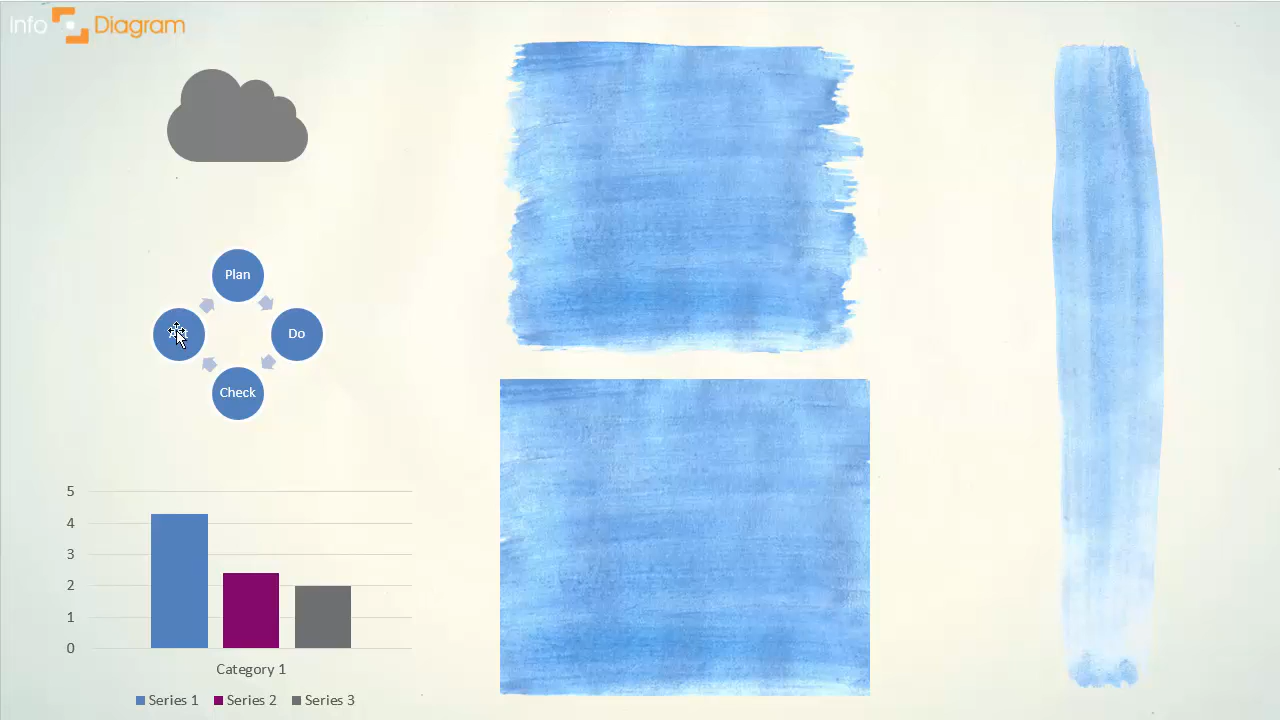 Info Diagram
Plan
Do
Check
5
4
3
2
1
0
Category 1
Series 1 Series 2 Series 3